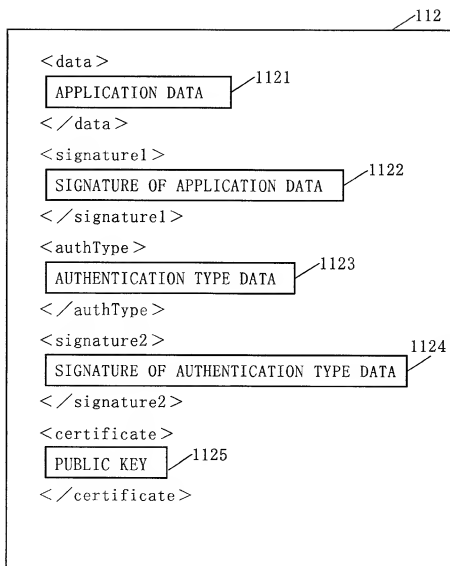 112
<data>
1121
APPLICATION DATA
</data>
<signature1>
1122
SIGNATURE OF APPLICATION DATA
</signature1>
<authType>
1123
AUTHENTICATION TYPE DATA
</authType>
<signature2>
1124
SIGNATURE OF AUTHENTICATION TYPE DATA
</signature2>
<certificate>
PUBLIC KEY 1125
</certificate>